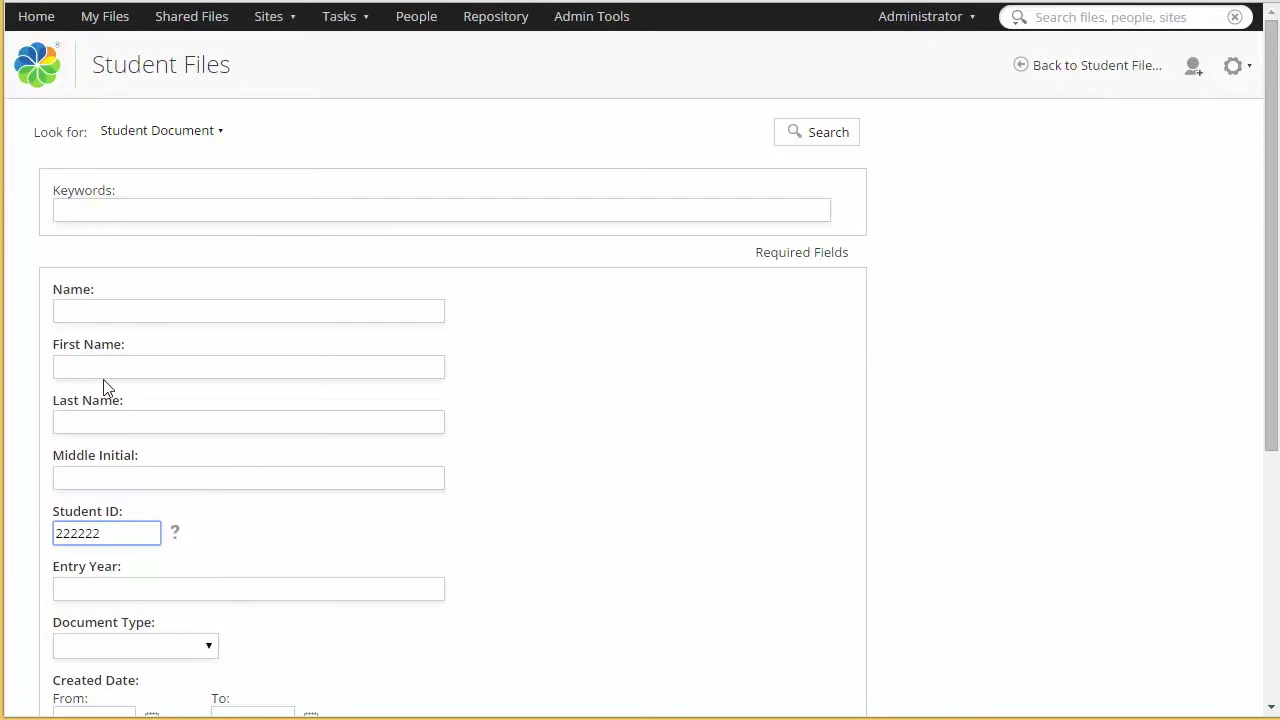 Home My Files Shared Files Sites Tasks People Repository Admin Tools Administrator Search files, people, sites
Student Files Back to Student File...
Look for: Student Document Search
Keywords:
Required Fields
Name:
First Name:
Last Name:
Middle Initial:
Student ID:
222222 ?
Entry Year:
Document Type:
Created Date:
From: To: